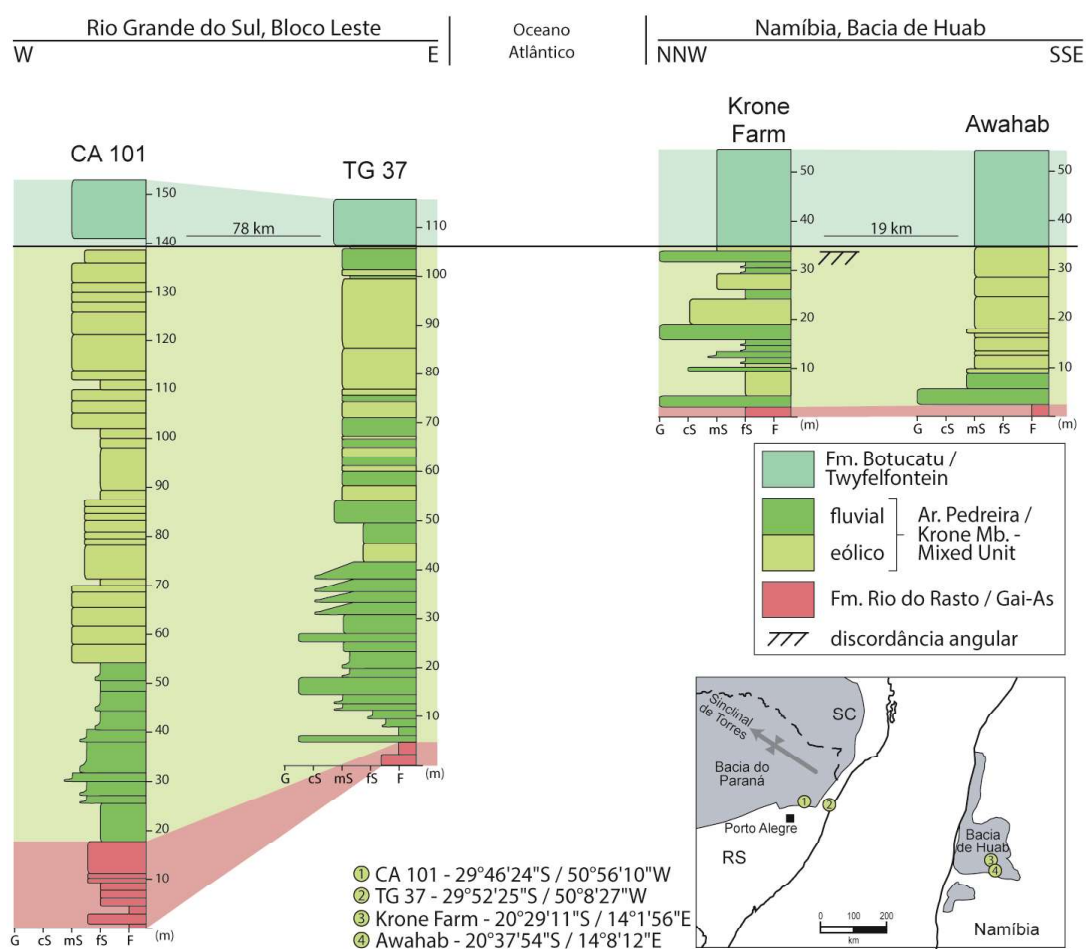 Rio Grande do Sul, Bloco Leste
W
E
Oceano
Atlântico
Namíbia, Bacia de Huab
NNW
SSE
CA 101
TG 37
Krone
Farm
Awahab
78 km
19 km
150
140
130
120
110
100
90
80
70
60
50
40
30
20
10
G cS mS fS F (m)
110
100
90
80
70
60
50
40
30
20
10
G cS mS fS F (m)
50
40
30
20
10
G cS mS fS F (m)
50
40
30
20
10
G cS mS fS F (m)
Fm. Botucatu /
Twyfelfontein
fluvial
eólico
Ar. Pedreira /
Krone Mb. -
Mixed Unit
Fm. Rio do Rasto / Gai-As
discordância angular
Sinclinal
de Torres
SC
Bacia do
Paraná
1
2
Porto Alegre
RS
Bacia
de Huab
3
4
0 100 200
km
Namíbia
1 CA 101 - 29°46'24"S / 50°56'10"W
2 TG 37 - 29°52'25"S / 50°8'27"W
3 Krone Farm - 20°29'11"S / 14°1'56"E
4 Awahab - 20°37'54"S / 14°8'12"E